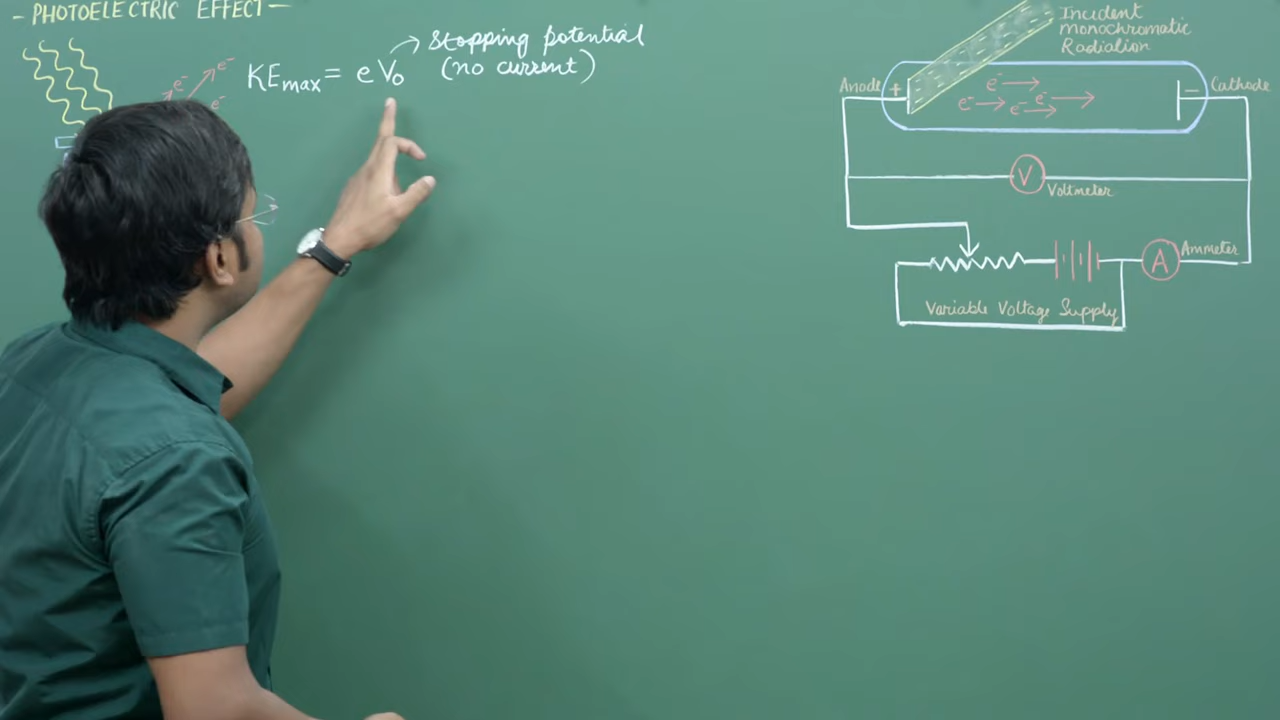 - PHOTOELECTRIC EFFECT -
e⁻ e⁻
e⁻
KEmax = eV₀
→ Stopping potential
(no current)
Incident
Monochromatic
Radiation
Anode + − Cathode
e⁻ →
e⁻ → e⁻ →
e⁻ →
V
Voltmeter
A Ammeter
Variable Voltage Supply